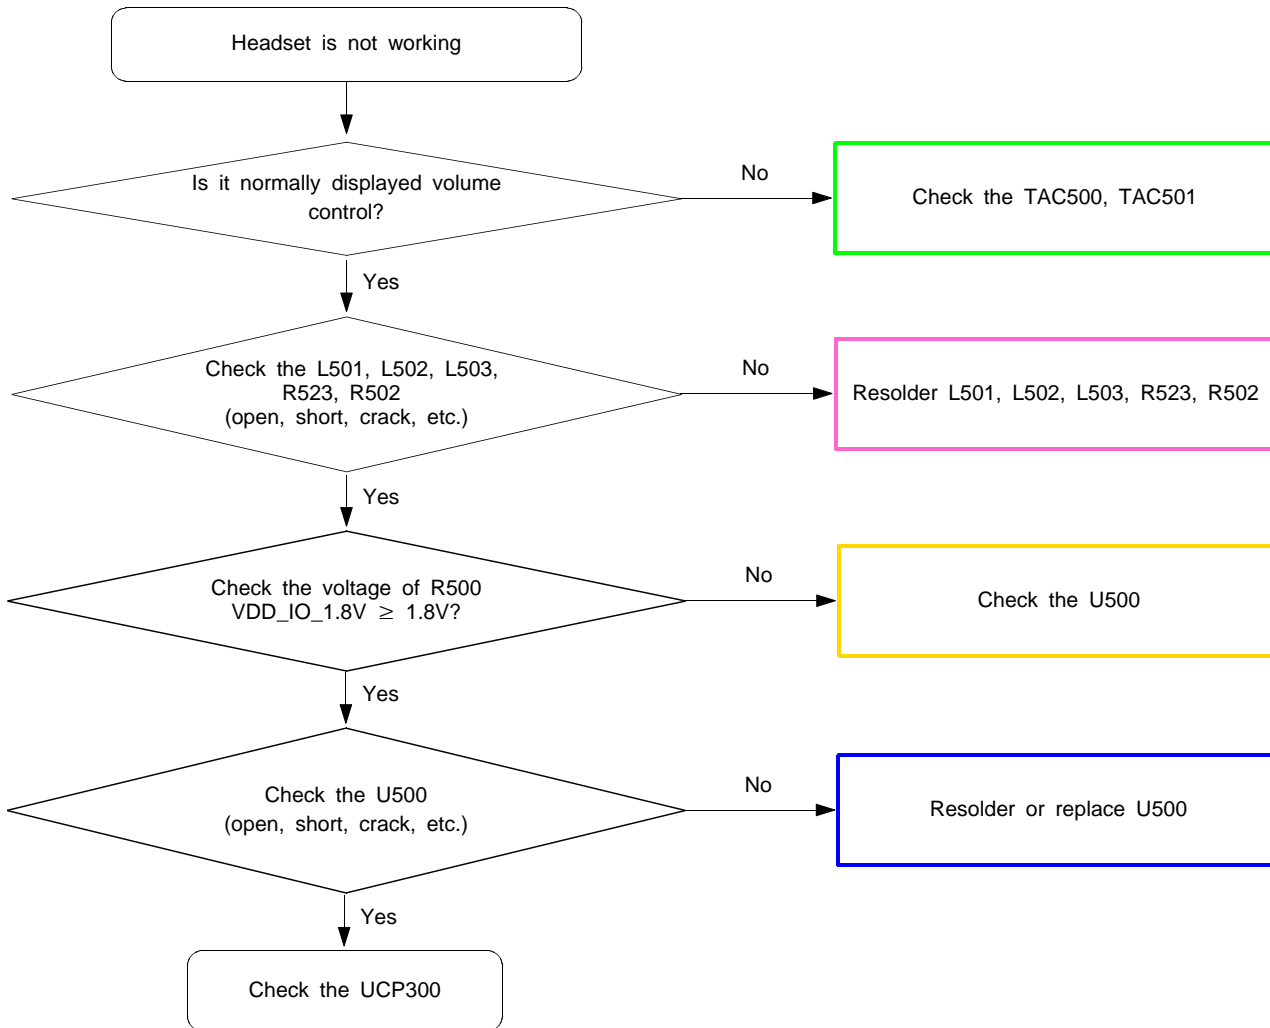 Headset is not working
Is it normally displayed volume
control?
No
Check the TAC500, TAC501
Yes
Check the L501, L502, L503,
R523, R502
(open, short, crack, etc.)
No
Resolder L501, L502, L503, R523, R502
Yes
Check the voltage of R500
VDD_IO_1.8V ≥ 1.8V?
No
Check the U500
Yes
Check the U500
(open, short, crack, etc.)
No
Resolder or replace U500
Yes
Check the UCP300